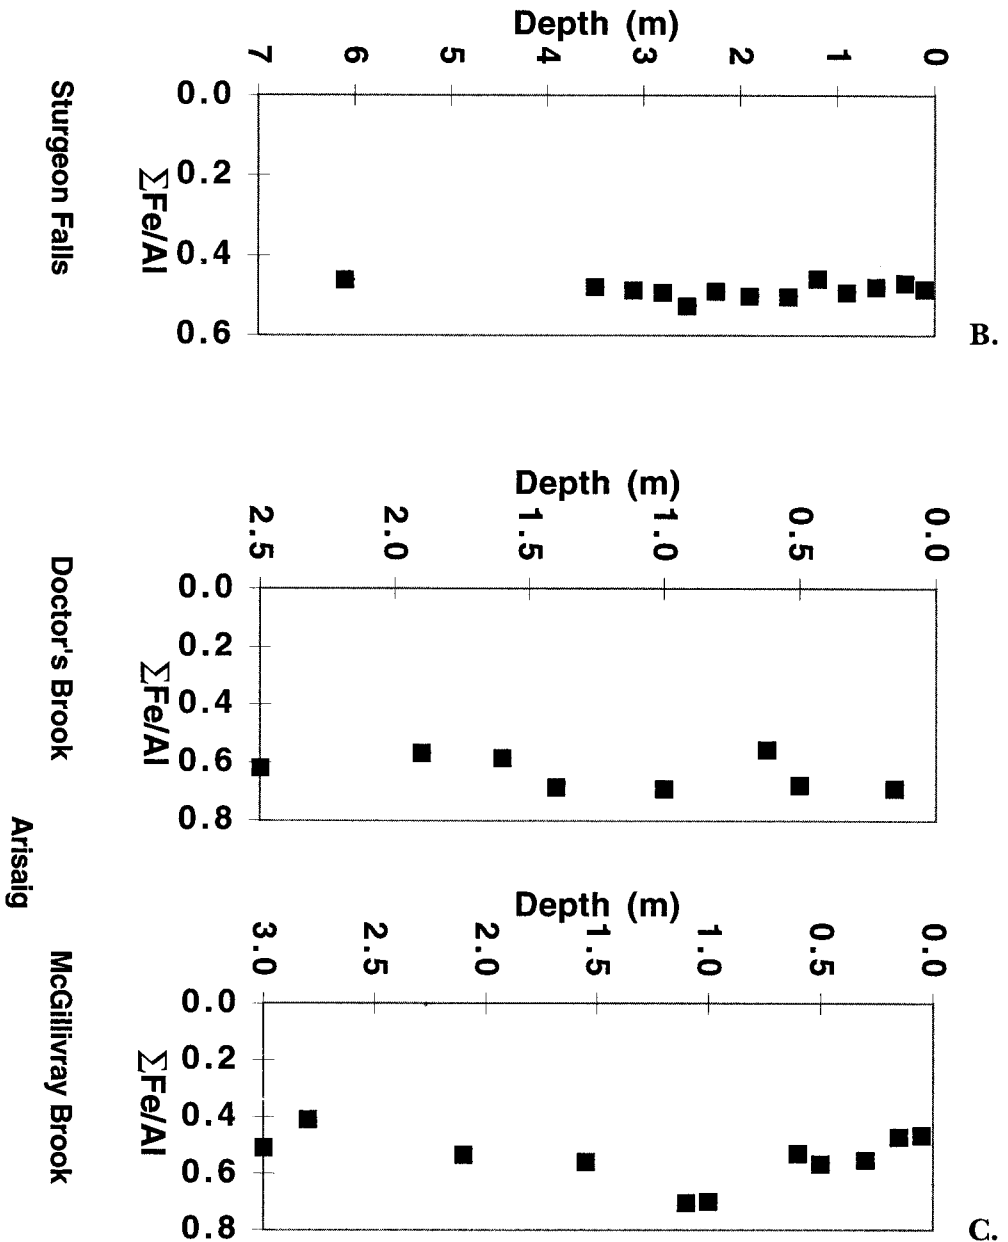 Depth (m)
7 6 5 4 3 2 1 0
0.0
0.2
0.4
0.6
ΣFe/Al
Sturgeon Falls
B.
Depth (m)
2.5 2.0 1.5 1.0 0.5 0.0
0.0
0.2
0.4
0.6
0.8
ΣFe/Al
Doctor's Brook
Arisaig
Depth (m)
3.0 2.5 2.0 1.5 1.0 0.5 0.0
0.0
0.2
0.4
0.6
0.8
ΣFe/Al
McGillivray Brook
C.